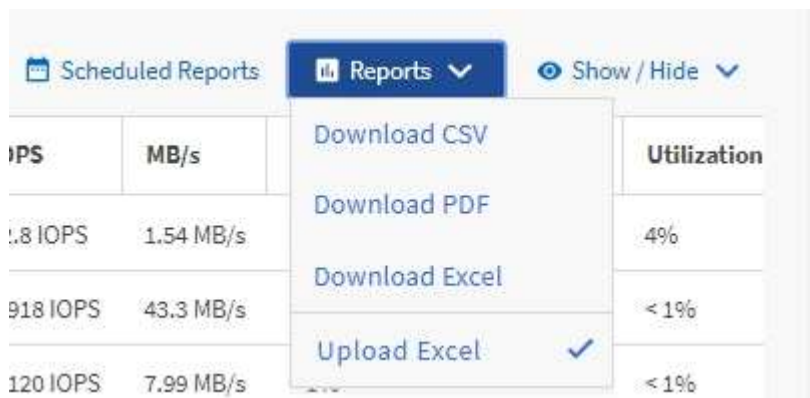 Scheduled Reports Reports Show / Hide
MB/s Utilization
Download CSV
1.54 MB/s 4%
Download PDF
Download Excel
918 IOPS 43.3 MB/s < 1%
Upload Excel
120 IOPS 7.99 MB/s < 1%